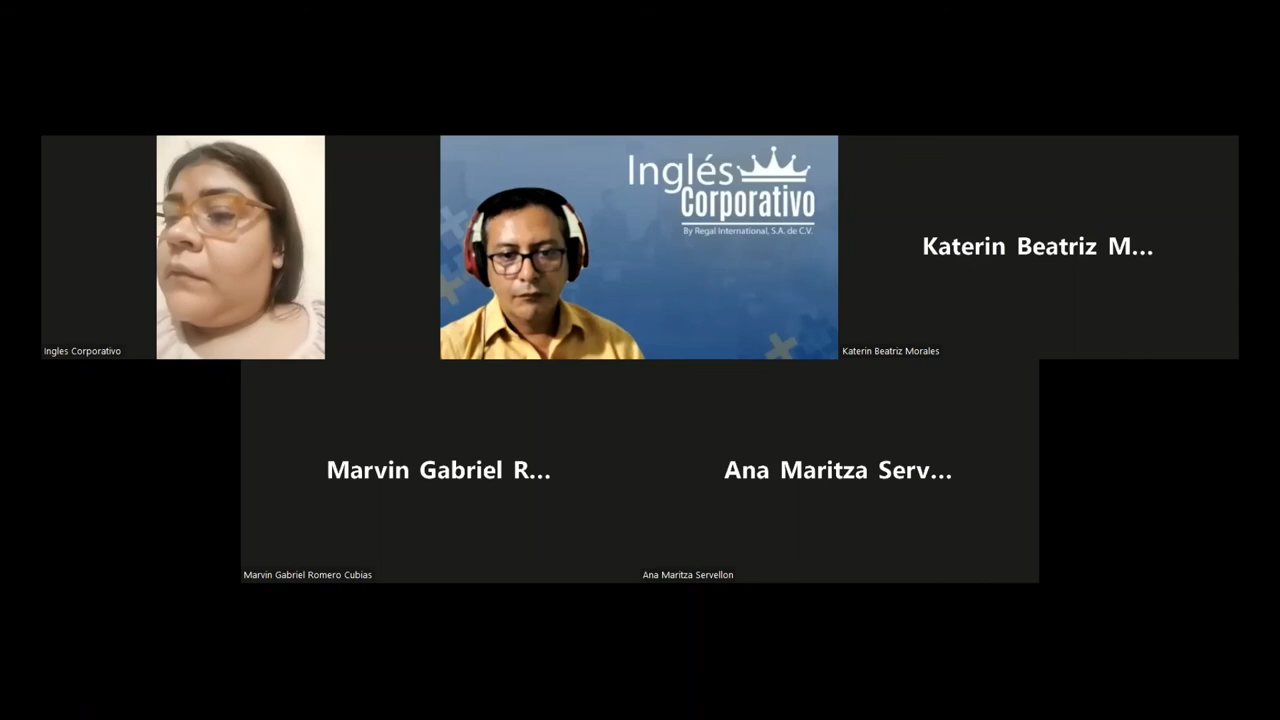 Inglés
Corporativo
By Regal International, S.A. de C.V.
Katerin Beatriz M...
Ingles Corporativo
Katerin Beatriz Morales
Marvin Gabriel R...
Ana Maritza Serv...
Marvin Gabriel Romero Cubias
Ana Maritza Servellon